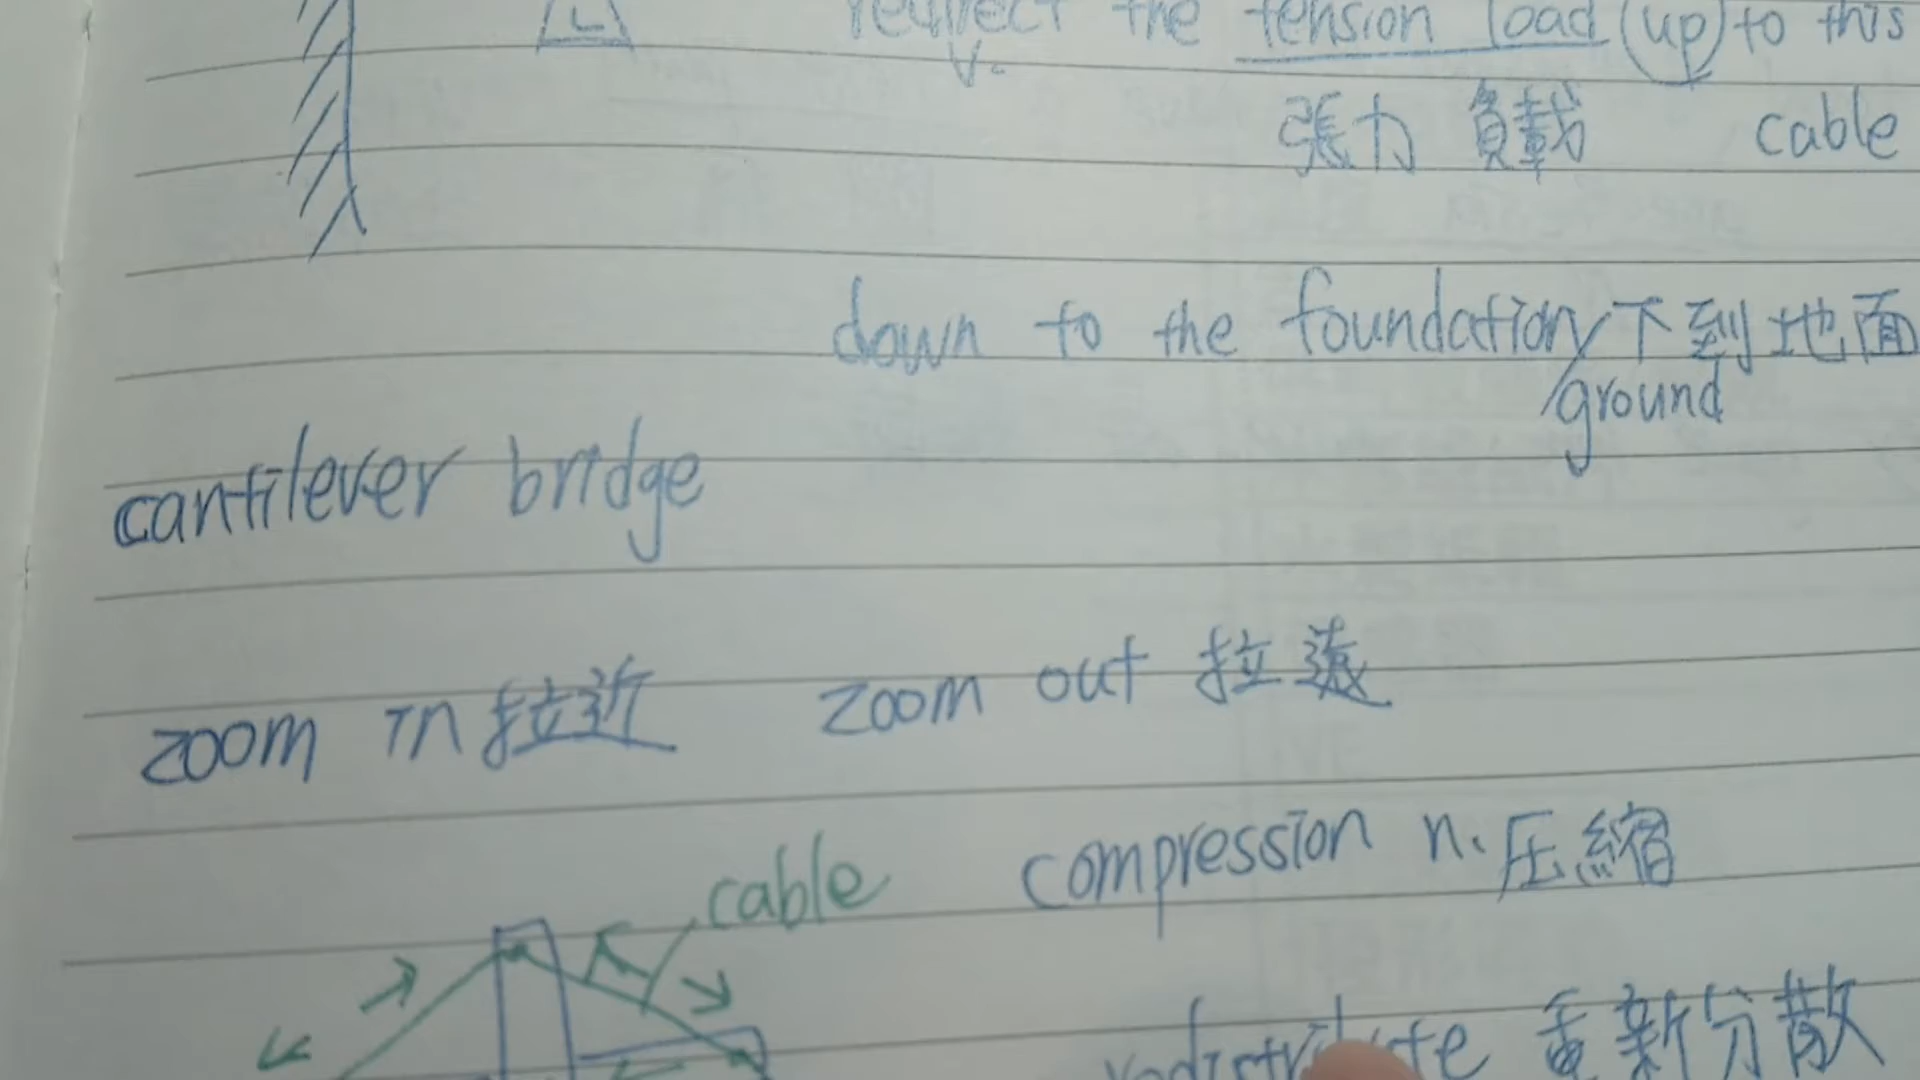 L
redirect the tension load (up) to this
張力 負載 cable
down to the foundation/ground 下到地面
cantilever bridge
zoom in 拉近 zoom out 拉遠
cable compression n. 压縮
重新分散